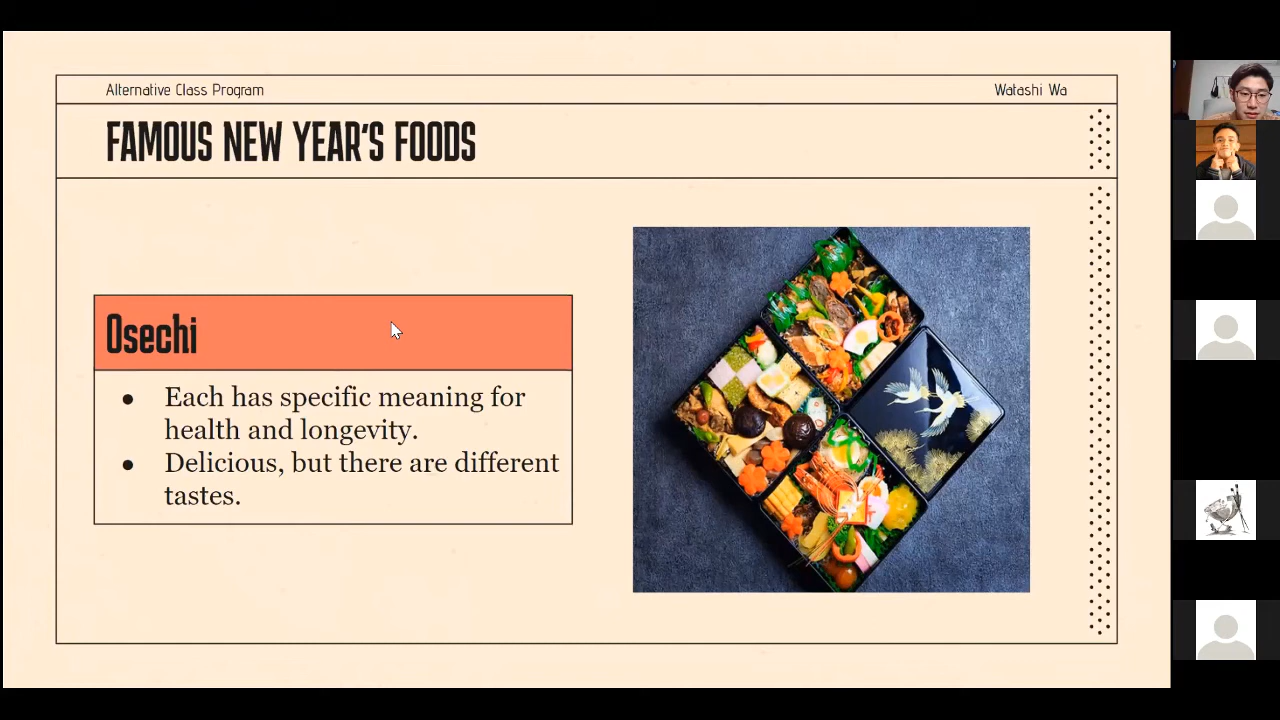 Alternative Class Program
Watashi Wa
FAMOUS NEW YEAR'S FOODS
Osechi
● Each has specific meaning for
health and longevity.
● Delicious, but there are different
tastes.